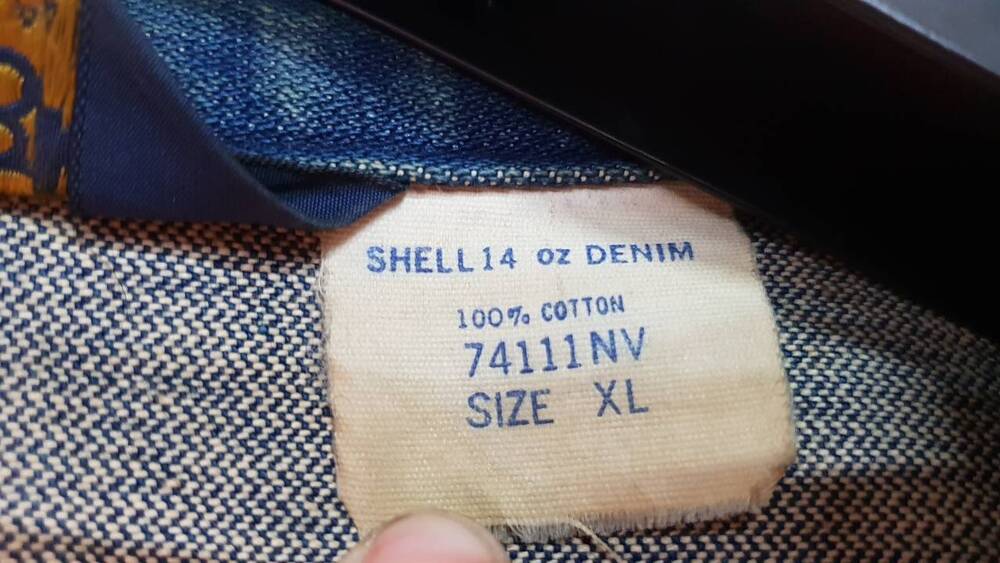 SHELL 14 oz DENIM
100% COTTON
74111NV
SIZE XL